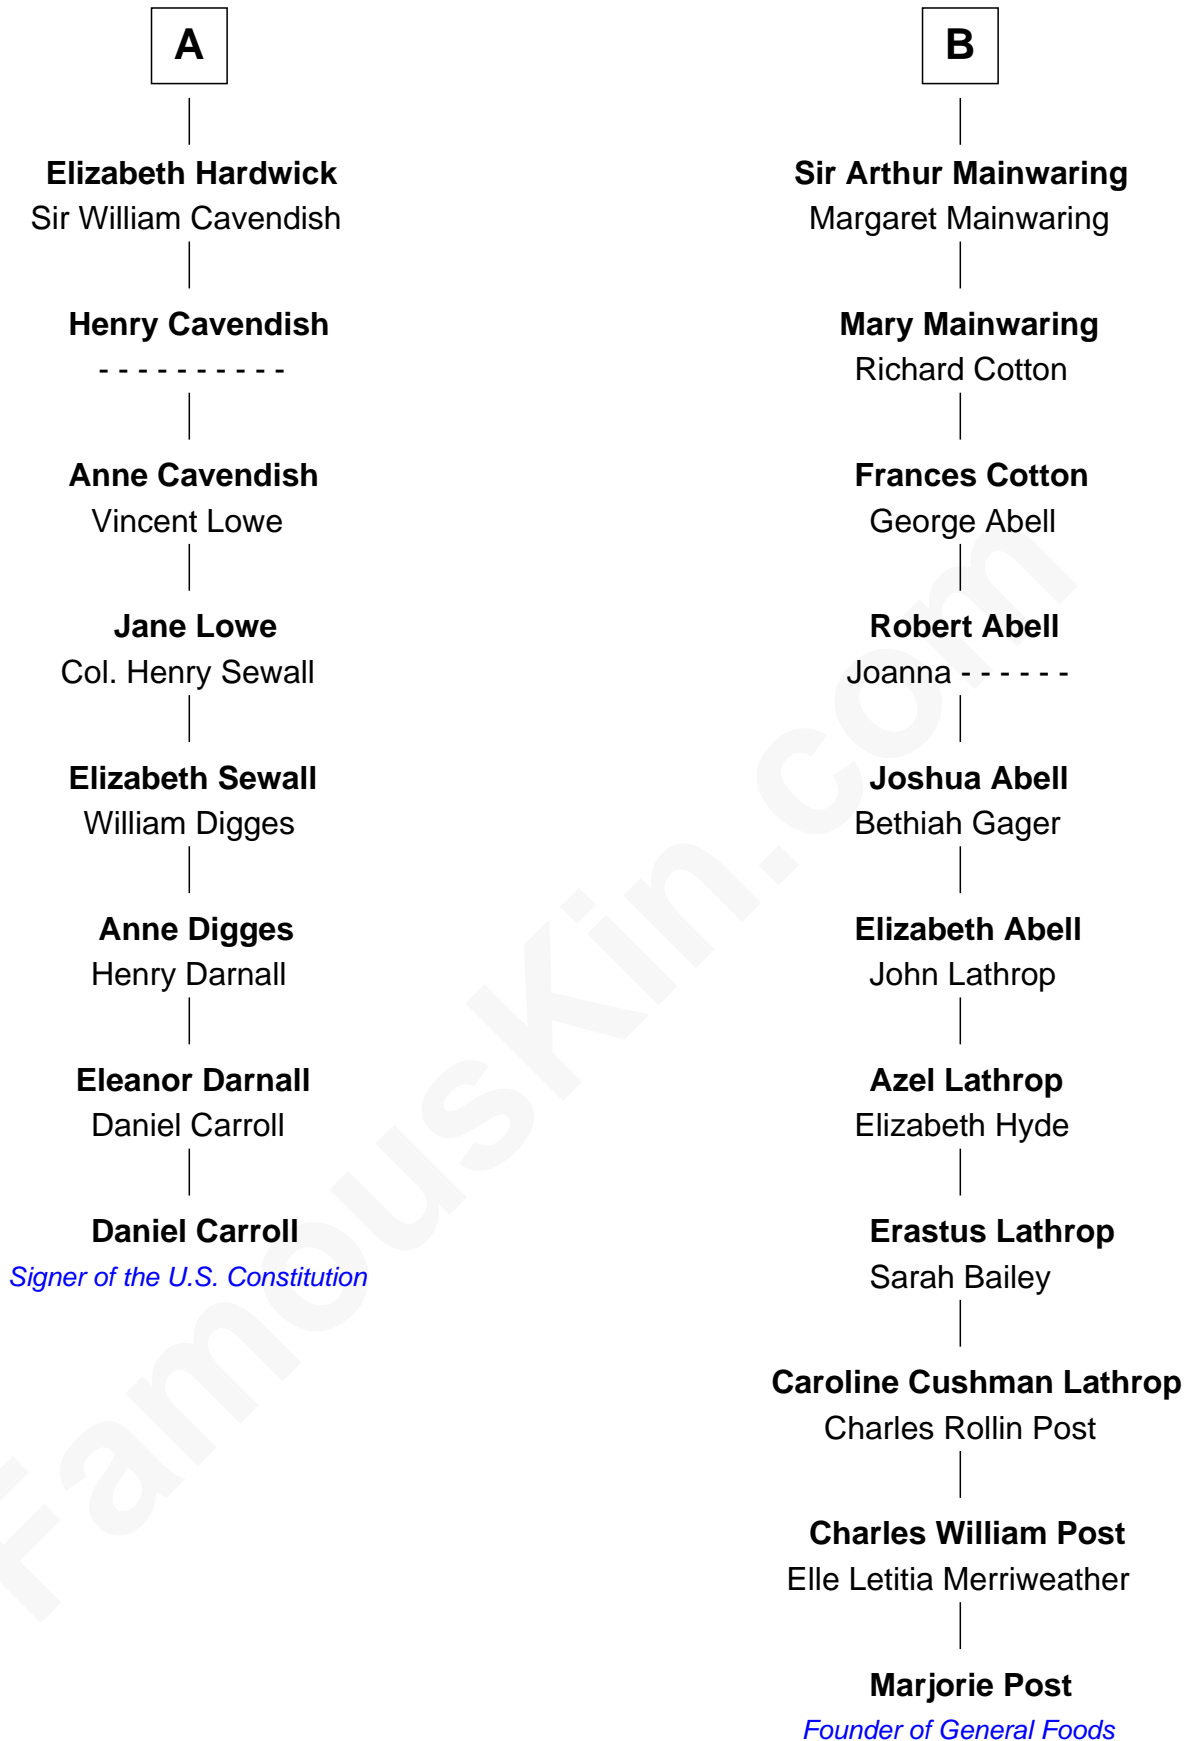 A
Elizabeth Hardwick
Sir William Cavendish
Henry Cavendish
- - - - - - - - - -
Anne Cavendish
Vincent Lowe
Jane Lowe
Col. Henry Sewall
Elizabeth Sewall
William Digges
Anne Digges
Henry Darnall
Eleanor Darnall
Daniel Carroll
Daniel Carroll
Signer of the U.S. Constitution
B
Sir Arthur Mainwaring
Margaret Mainwaring
Mary Mainwaring
Richard Cotton
Frances Cotton
George Abell
Robert Abell
Joanna - - - - - -
Joshua Abell
Bethiah Gager
Elizabeth Abell
John Lathrop
Azel Lathrop
Elizabeth Hyde
Erastus Lathrop
Sarah Bailey
Caroline Cushman Lathrop
Charles Rollin Post
Charles William Post
Elle Letitia Merriweather
Marjorie Post
Founder of General Foods
FamousKin.com